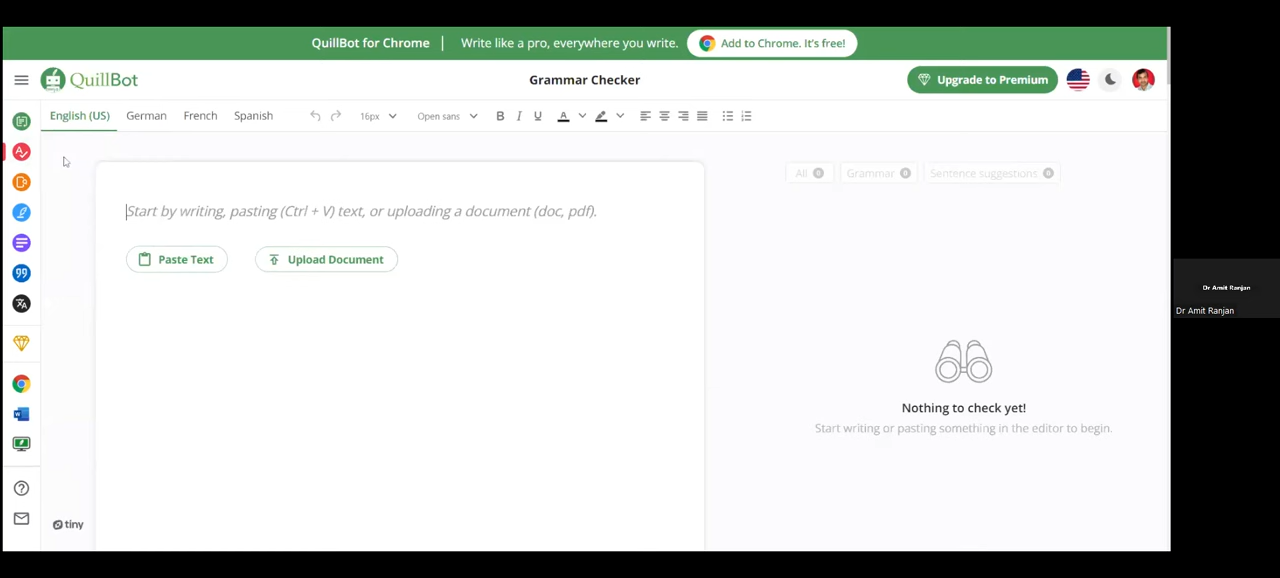 QuillBot for Chrome | Write like a pro, everywhere you write. Add to Chrome. It's free!
QuillBot Grammar Checker Upgrade to Premium
English (US) German French Spanish 16px Open sans B I U A
All 0 Grammar 0 Sentence suggestions 0
Start by writing, pasting (Ctrl + V) text, or uploading a document (doc, pdf).
Paste Text Upload Document
Dr Amit Ranjan
Dr Amit Ranjan
Nothing to check yet!
Start writing or pasting something in the editor to begin.
tiny